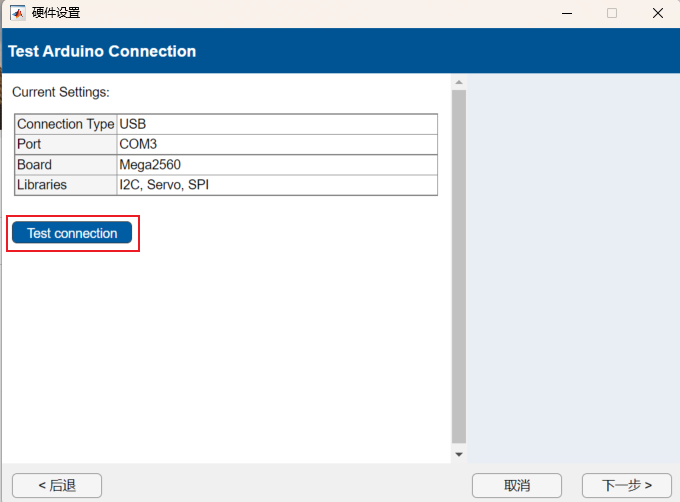 硬件设置
Test Arduino Connection
Current Settings:
Connection Type USB
Port COM3
Board Mega2560
Libraries I2C, Servo, SPI
Test connection
< 后退 取消 下一步 >